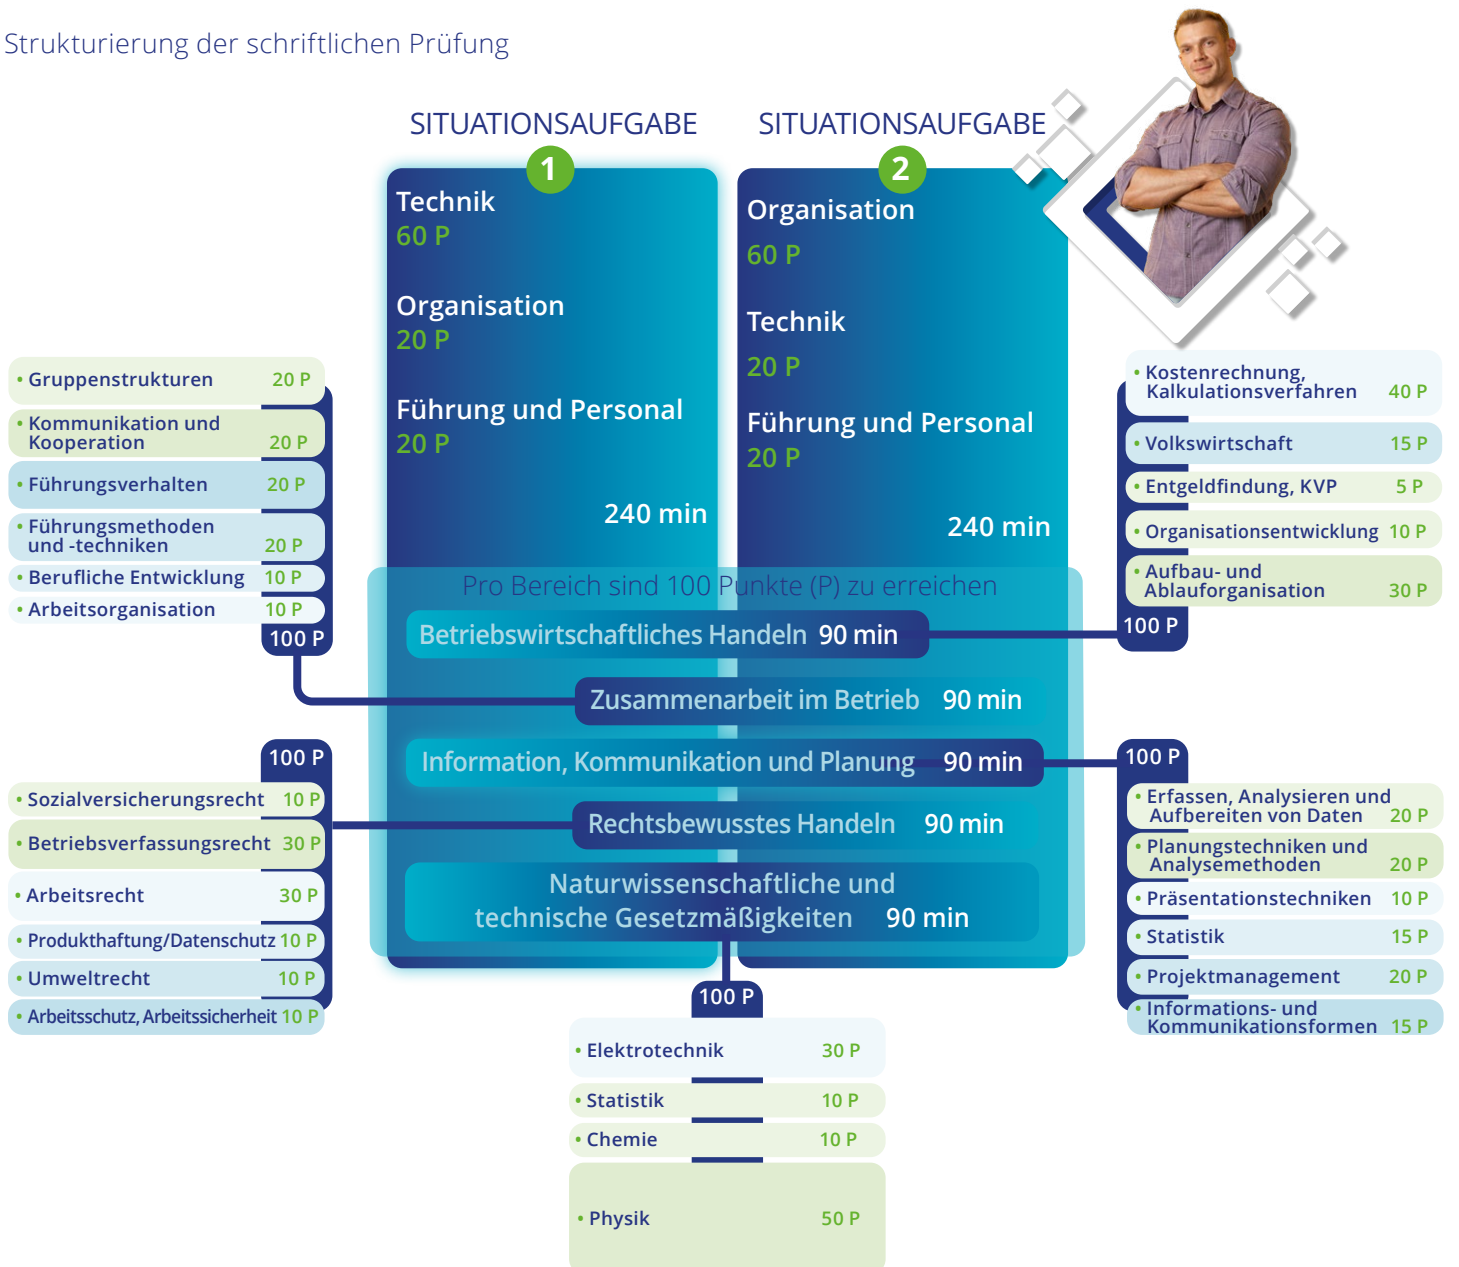 Strukturierung der schriftlichen Prüfung
SITUATIONSAUFGABE
1
Technik
60 P
Organisation
20 P
Führung und Personal
20 P
240 min
SITUATIONSAUFGABE
2
Organisation
60 P
Technik
20 P
Führung und Personal
20 P
240 min
Pro Bereich sind 100 Punkte (P) zu erreichen
Betriebswirtschaftliches Handeln 90 min
Zusammenarbeit im Betrieb 90 min
Information, Kommunikation und Planung 90 min
Rechtsbewusstes Handeln 90 min
Naturwissenschaftliche und
technische Gesetzmäßigkeiten 90 min
• Gruppenstrukturen 20 P
• Kommunikation und
Kooperation 20 P
• Führungsverhalten 20 P
• Führungsmethoden
und -techniken 20 P
• Berufliche Entwicklung 10 P
• Arbeitsorganisation 10 P
100 P
• Kostenrechnung,
Kalkulationsverfahren 40 P
• Volkswirtschaft 15 P
• Entgeldfindung, KVP 5 P
• Organisationsentwicklung 10 P
• Aufbau- und
Ablauforganisation 30 P
100 P
100 P
• Sozialversicherungsrecht 10 P
• Betriebsverfassungsrecht 30 P
• Arbeitsrecht 30 P
• Produkthaftung/Datenschutz 10 P
• Umweltrecht 10 P
• Arbeitsschutz, Arbeitssicherheit 10 P
100 P
• Erfassen, Analysieren und
Aufbereiten von Daten 20 P
• Planungstechniken und
Analysemethoden 20 P
• Präsentationstechniken 10 P
• Statistik 15 P
• Projektmanagement 20 P
• Informations- und
Kommunikationsformen 15 P
100 P
• Elektrotechnik 30 P
• Statistik 10 P
• Chemie 10 P
• Physik 50 P